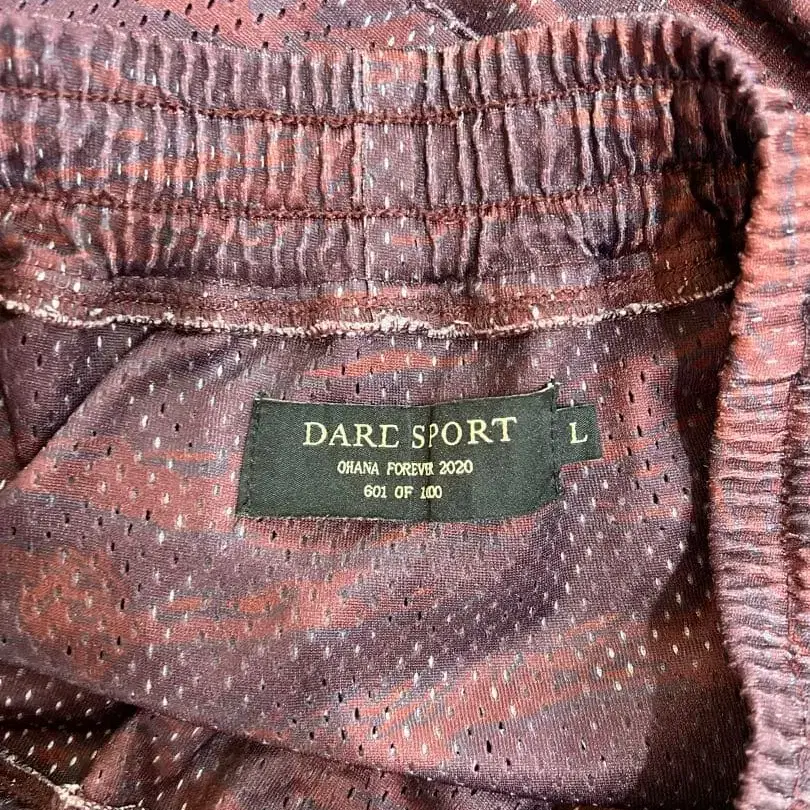 DARE SPORT
L
OHANA FOREVER 2020
601 OF 100